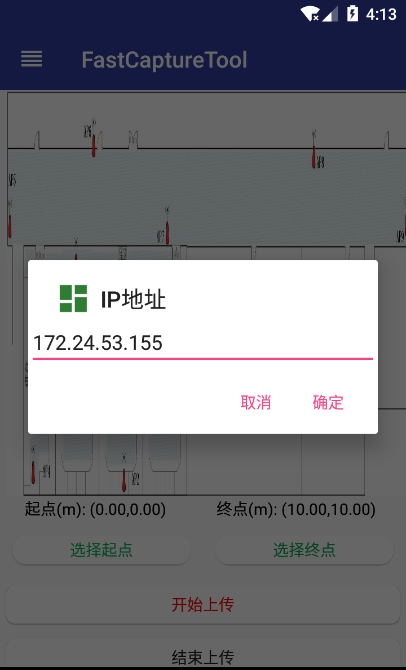 4:13
FastCaptureTool
IP地址
172.24.53.155
取消 确定
起点(m): (0.00,0.00) 终点(m): (10.00,10.00)
选择起点 选择终点
开始上传
结束上传